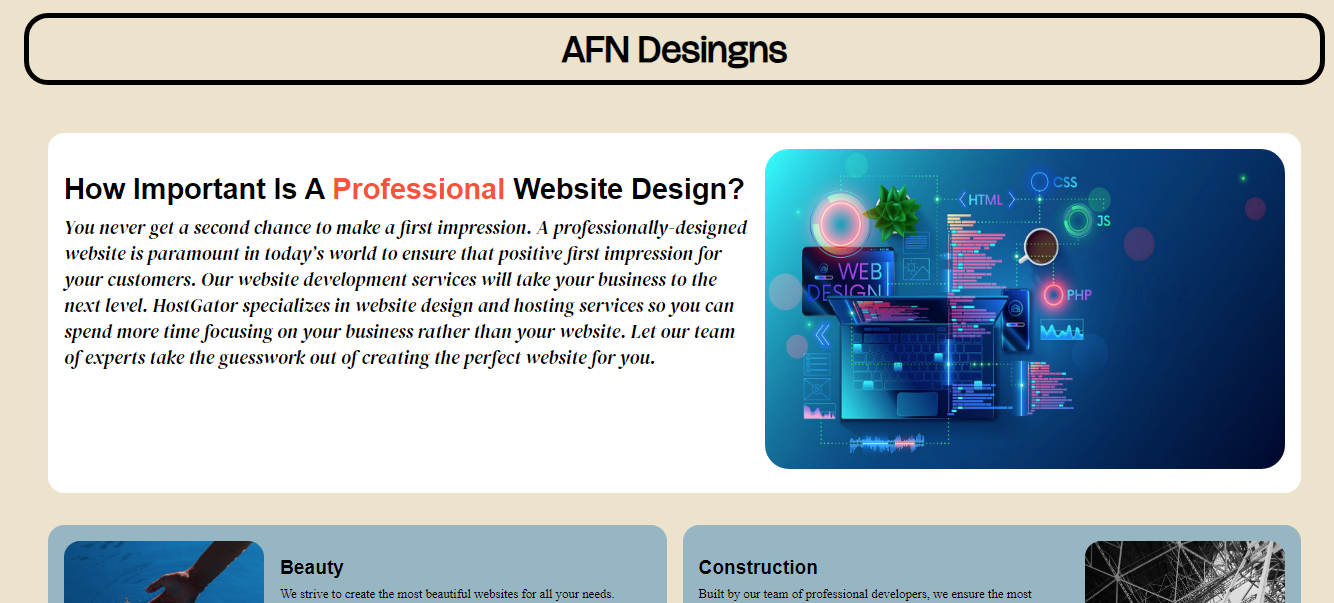 AFN Desingns
How Important Is A Professional Website Design?
You never get a second chance to make a first impression. A professionally-designed
website is paramount in today’s world to ensure that positive first impression for
your customers. Our website development services will take your business to the
next level. HostGator specializes in website design and hosting services so you can
spend more time focusing on your business rather than your website. Let our team
of experts take the guesswork out of creating the perfect website for you.
CSS
HTML
JS
WEB
DESIGN
PHP
Beauty
We strive to create the most beautiful websites for all your needs.
Construction
Built by our team of professional developers, we ensure the most